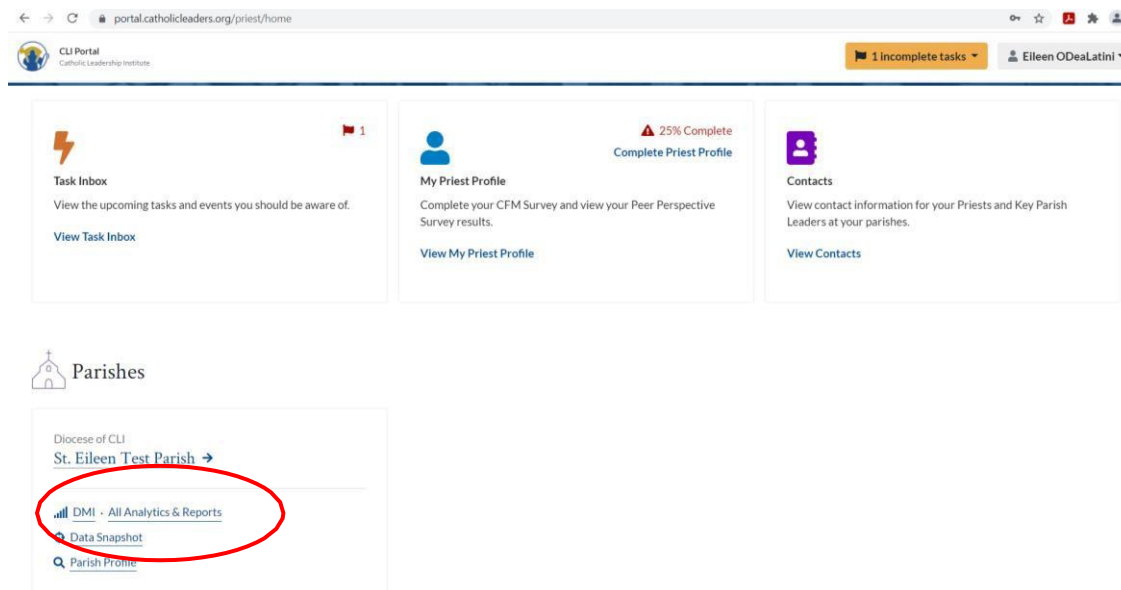 portal.catholicleaders.org/priest/home
CLI Portal
Catholic Leadership Institute
1 incomplete tasks
Eileen ODeaLatini
1
Task Inbox
View the upcoming tasks and events you should be aware of.
View Task Inbox
25% Complete
Complete Priest Profile
My Priest Profile
Complete your CFM Survey and view your Peer Perspective
Survey results.
View My Priest Profile
Contacts
View contact information for your Priests and Key Parish
Leaders at your parishes.
View Contacts
Parishes
Diocese of CLI
St. Eileen Test Parish →
DMI · All Analytics & Reports
Data Snapshot
Parish Profile